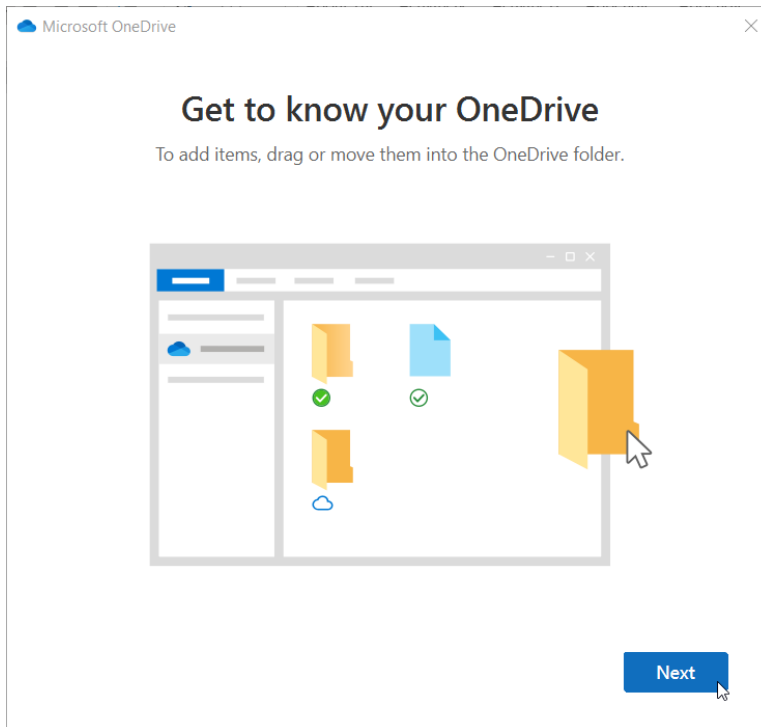 Microsoft OneDrive
Get to know your OneDrive
To add items, drag or move them into the OneDrive folder.
Next